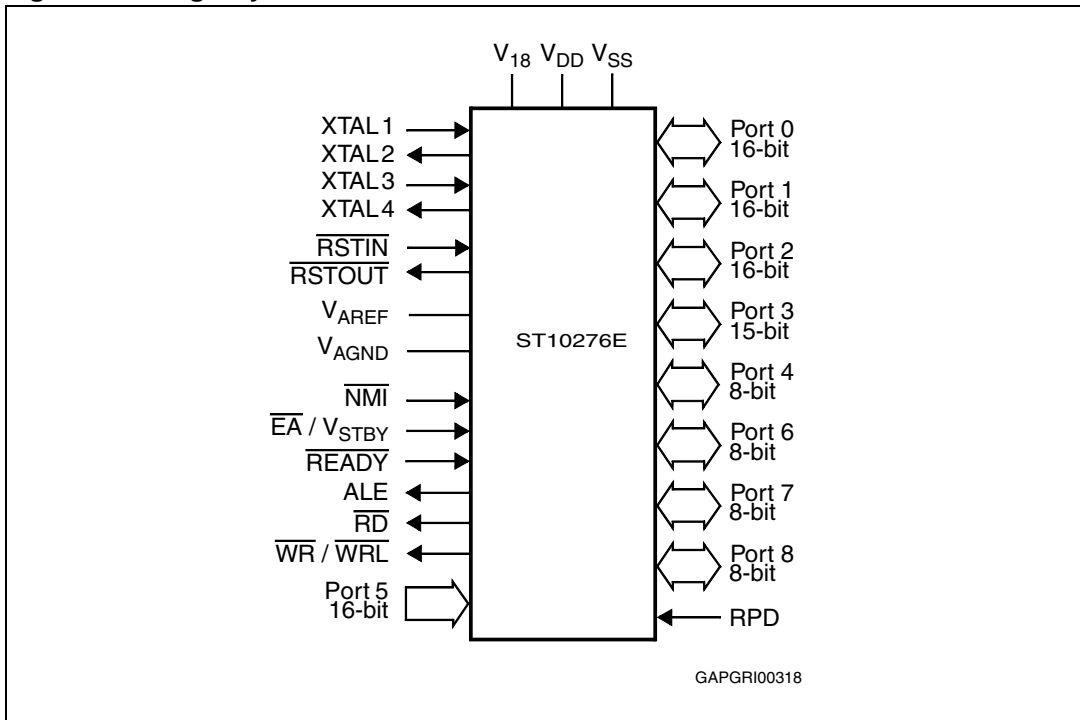 V18 VDD VSS
XTAL1
XTAL2
XTAL3
XTAL4
RSTIN
RSTOUT
VAREF
VAGND
NMI
EA / VSTBY
READY
ALE
RD
WR / WRL
Port 5
16-bit
ST10276E
Port 0
16-bit
Port 1
16-bit
Port 2
16-bit
Port 3
15-bit
Port 4
8-bit
Port 6
8-bit
Port 7
8-bit
Port 8
8-bit
RPD
GAPGRI00318